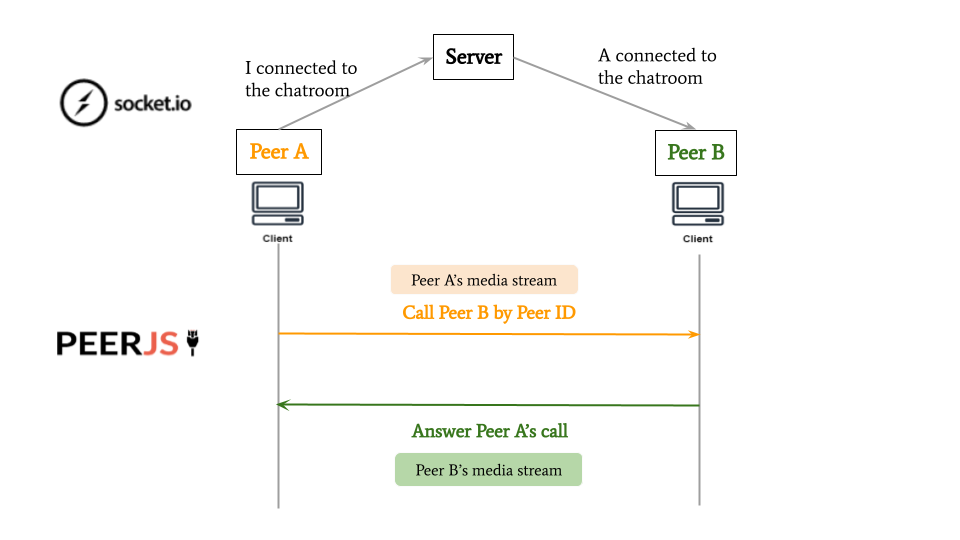 Server
I connected to
the chatroom
A connected to
the chatroom
socket.io
Peer A
Peer B
Client
Client
Peer A's media stream
Call Peer B by Peer ID
PEERJS
Answer Peer A's call
Peer B's media stream